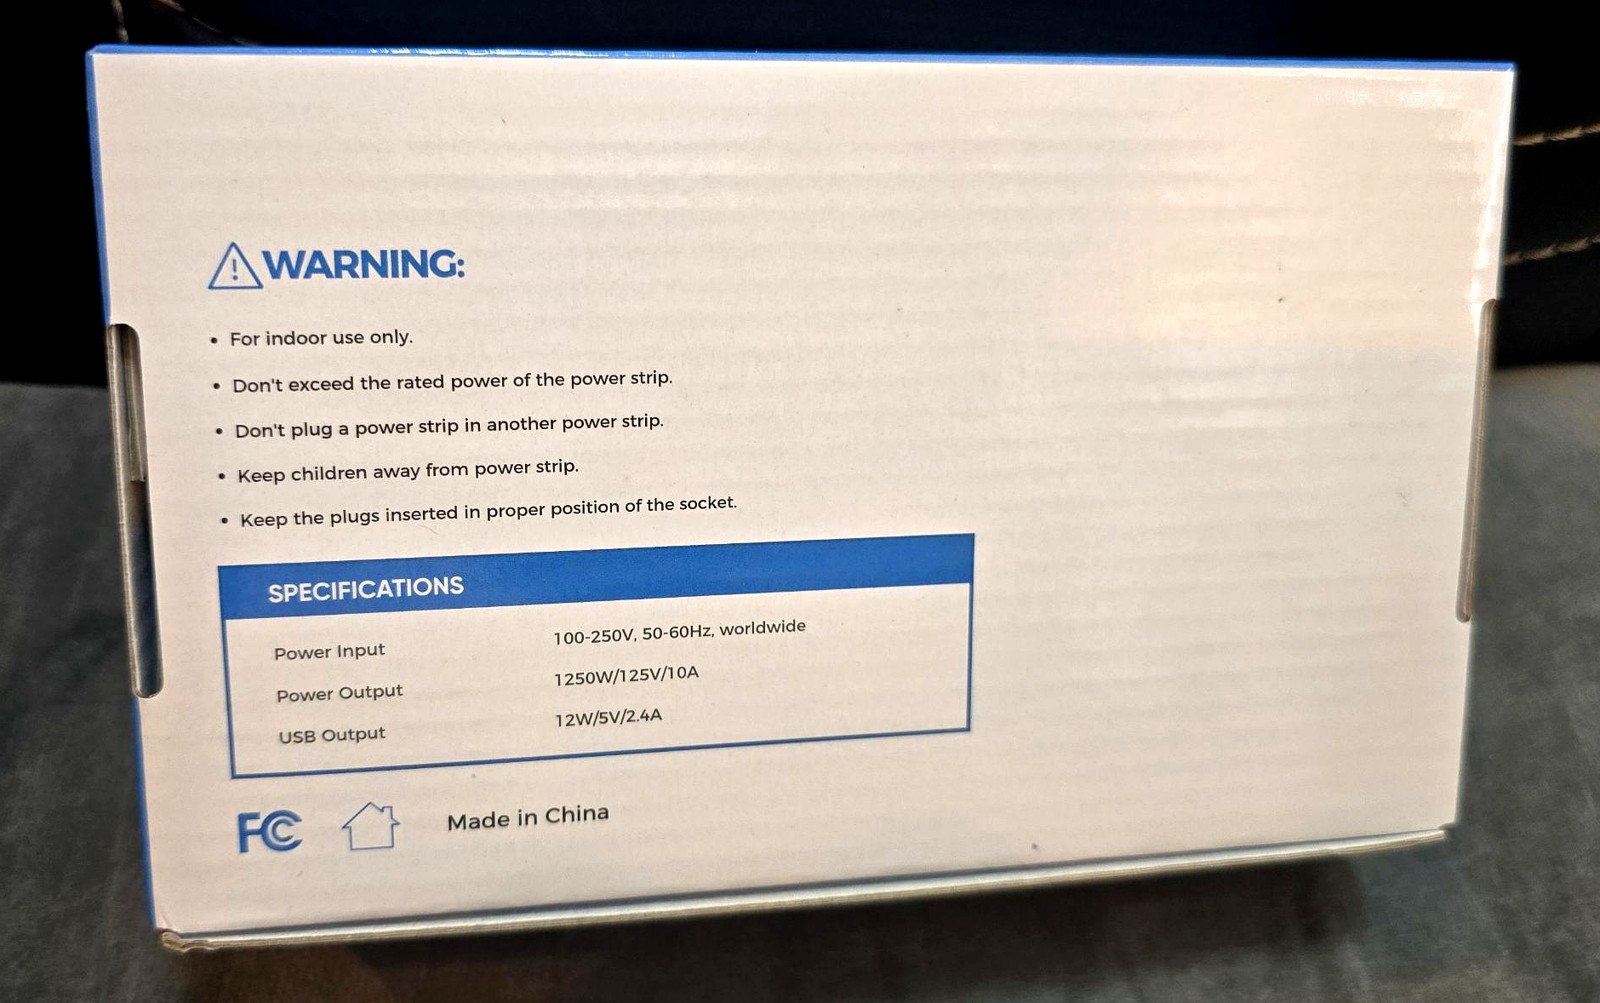 WARNING:
• For indoor use only.
• Don't exceed the rated power of the power strip.
• Don't plug a power strip in another power strip.
• Keep children away from power strip.
• Keep the plugs inserted in proper position of the socket.
SPECIFICATIONS
Power Input 100-250V, 50-60Hz, worldwide
Power Output 1250W/125V/10A
USB Output 12W/5V/2.4A
FC Made in China